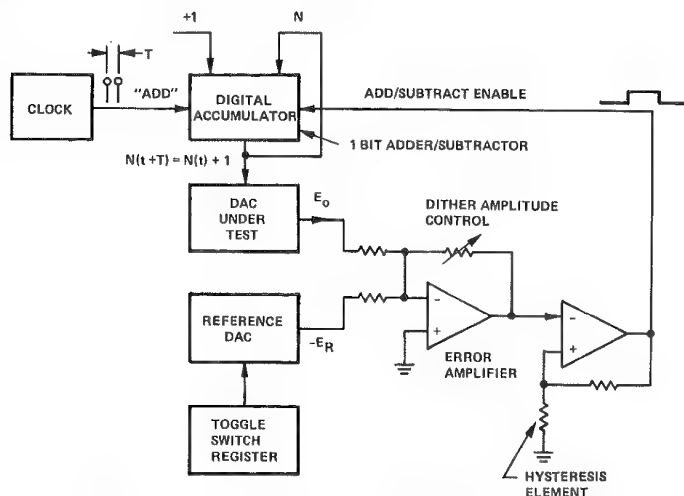 +1
N
T
CLOCK
"ADD"
DIGITAL
ACCUMULATOR
ADD/SUBTRACT ENABLE
1 BIT ADDER/SUBTRACTOR
N(t+T) = N(t) + 1
DAC
UNDER
TEST
Eo
DITHER AMPLITUDE
CONTROL
REFERENCE
DAC
-ER
-
+
ERROR
AMPLIFIER
-
+
TOGGLE
SWITCH
REGISTER
HYSTERESIS
ELEMENT